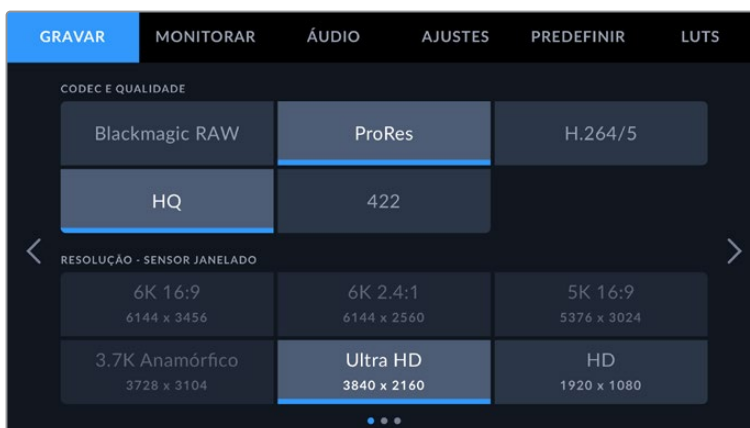 GRAVAR MONITORAR ÁUDIO AJUSTES PREDEFINIR LUTS
CODEC E QUALIDADE
Blackmagic RAW ProRes H.264/5
HQ 422
RESOLUÇÃO - SENSOR JANELADO
6K 16:9 6K 2.4:1 5K 16:9
6144 x 3456 6144 x 2560 5376 x 3024
3.7K Anamórfico Ultra HD HD
3728 x 3104 3840 x 2160 1920 x 1080